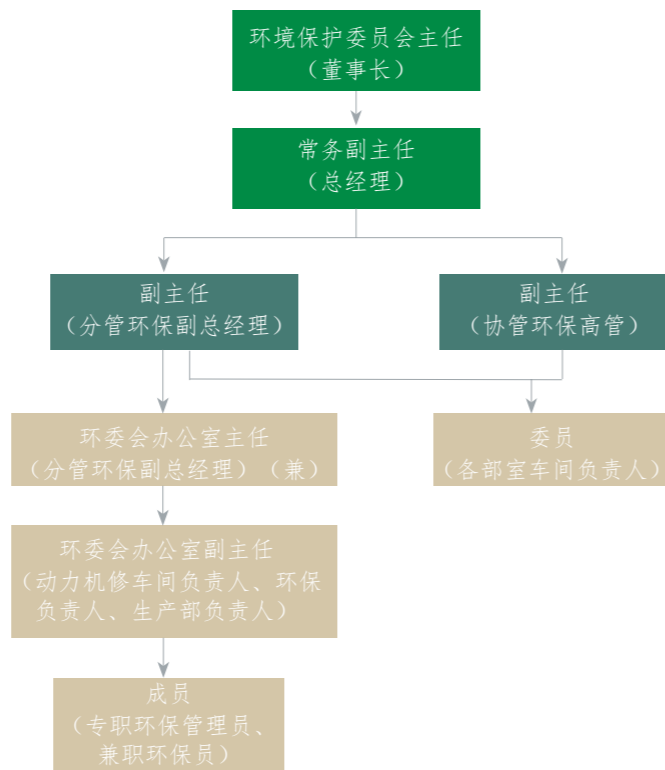 环境保护委员会主任
（董事长）
常务副主任
（总经理）
副主任
（分管环保副总经理）
副主任
（协管环保高管）
环委会办公室主任
（分管环保副总经理）（兼）
委员
（各部室车间负责人）
环委会办公室副主任
（动力机修车间负责人、环保
负责人、生产部负责人）
成员
（专职环保管理员、
兼职环保员）